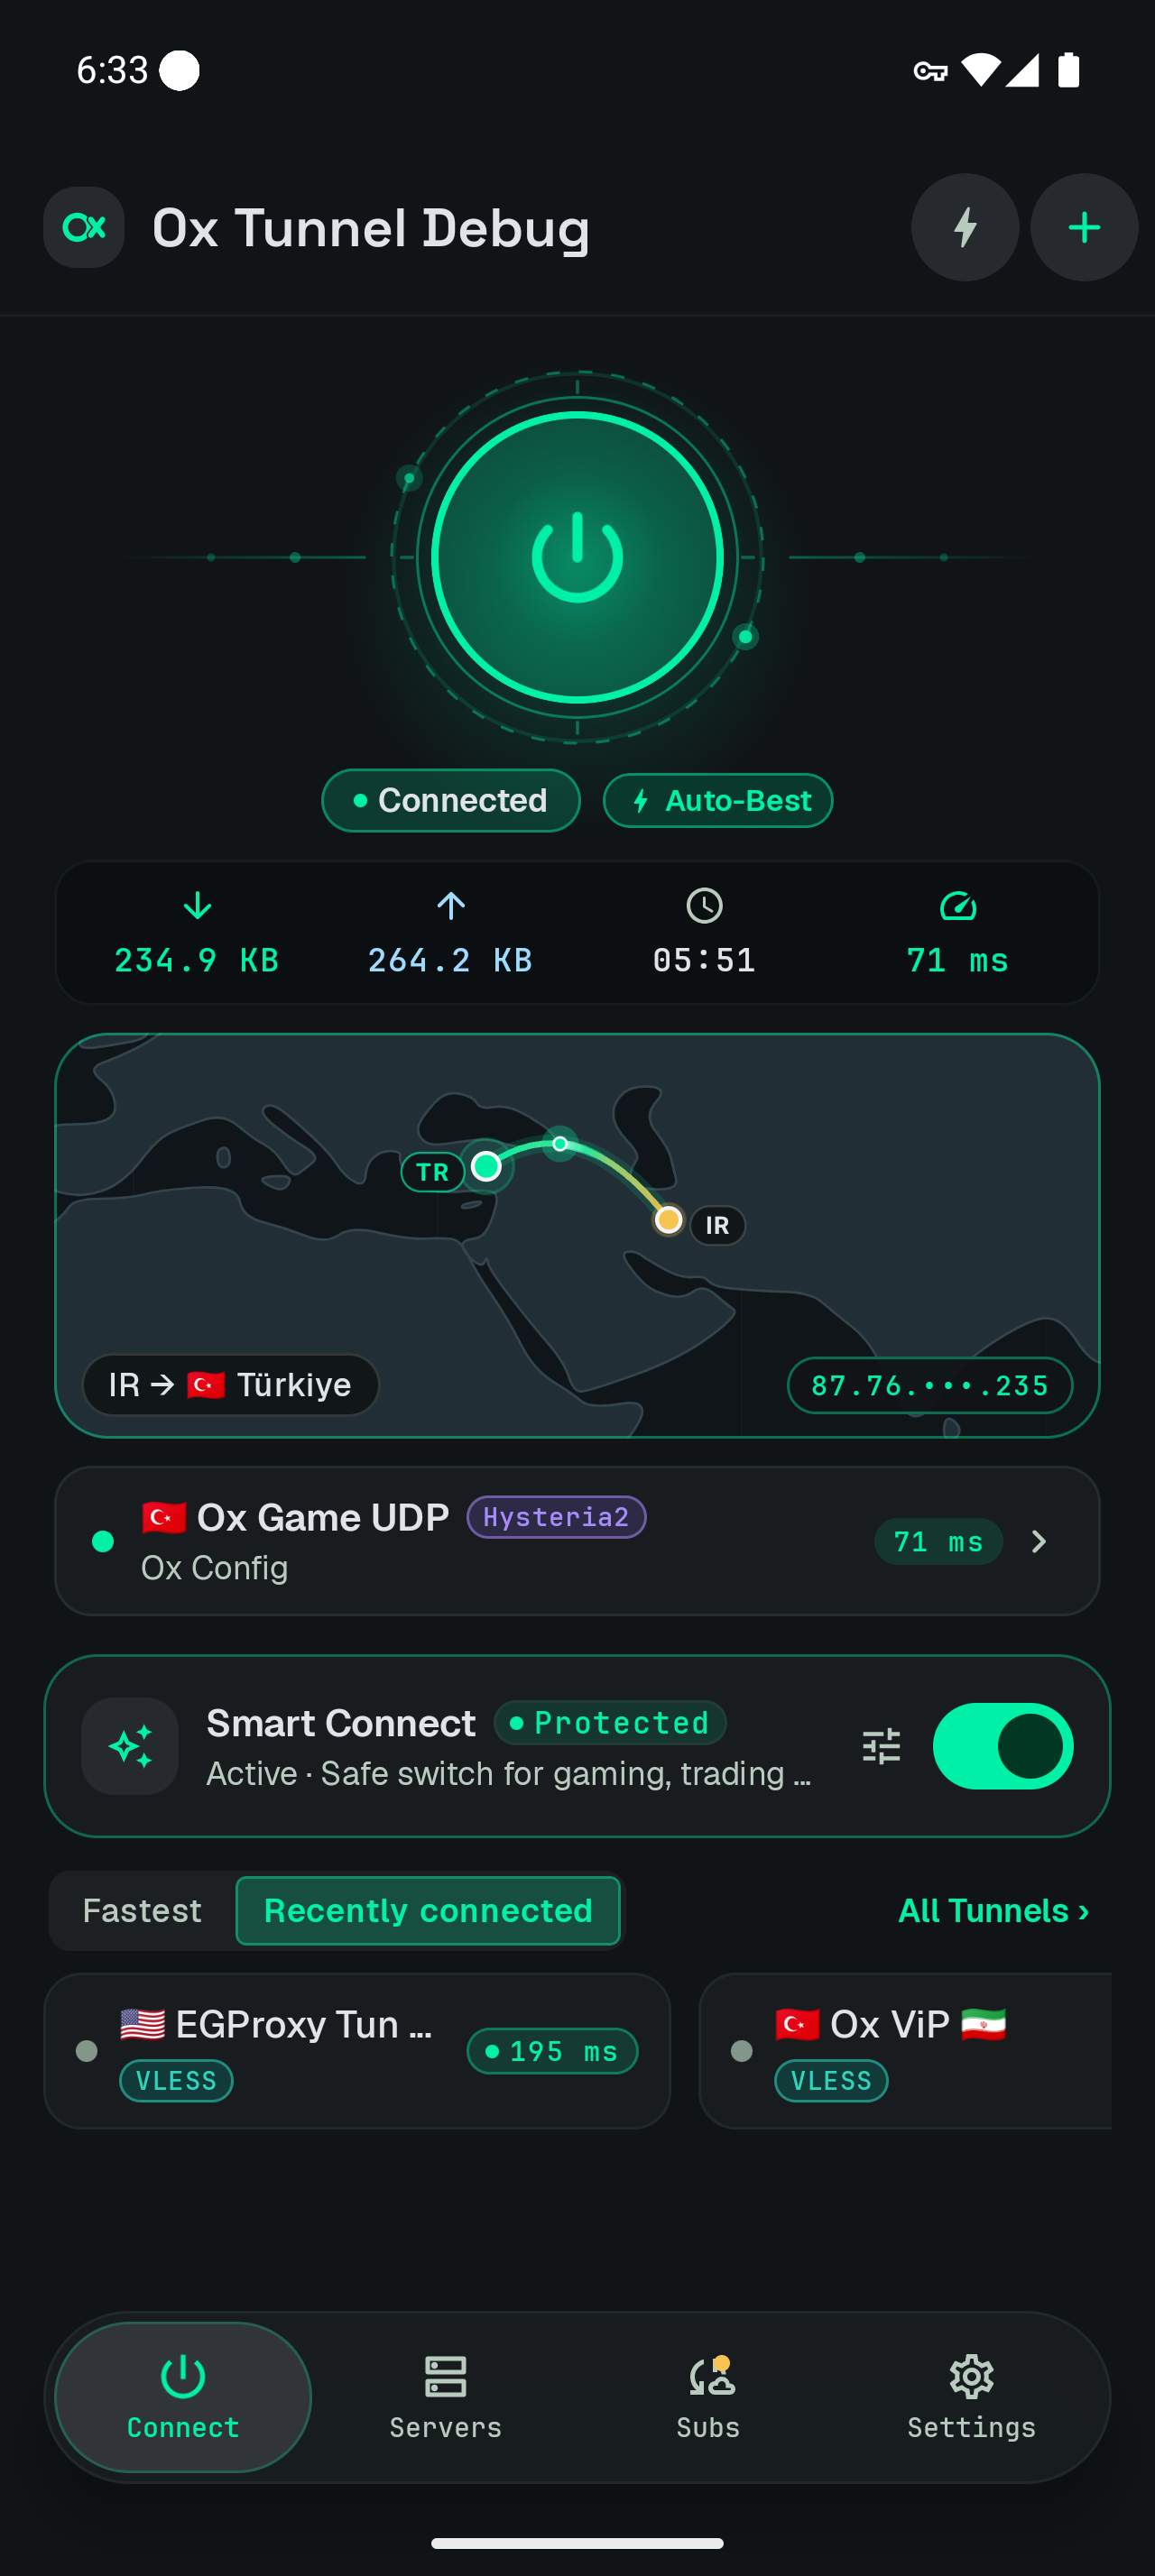 6:33
Ox
Ox Tunnel Debug
Connected
Auto-Best
234.9 KB
264.2 KB
05:51
71 ms
TR
IR
IR → 🇹🇷 Türkiye
87.76.•••.235
🇹🇷 Ox Game UDP
Hysteria2
Ox Config
71 ms
Smart Connect
Protected
Active · Safe switch for gaming, trading ...
Fastest
Recently connected
All Tunnels ›
🇺🇸 EGProxy Tun ...
VLESS
195 ms
🇹🇷 Ox ViP 🇮🇷
VLESS
Connect
Servers
Subs
Settings